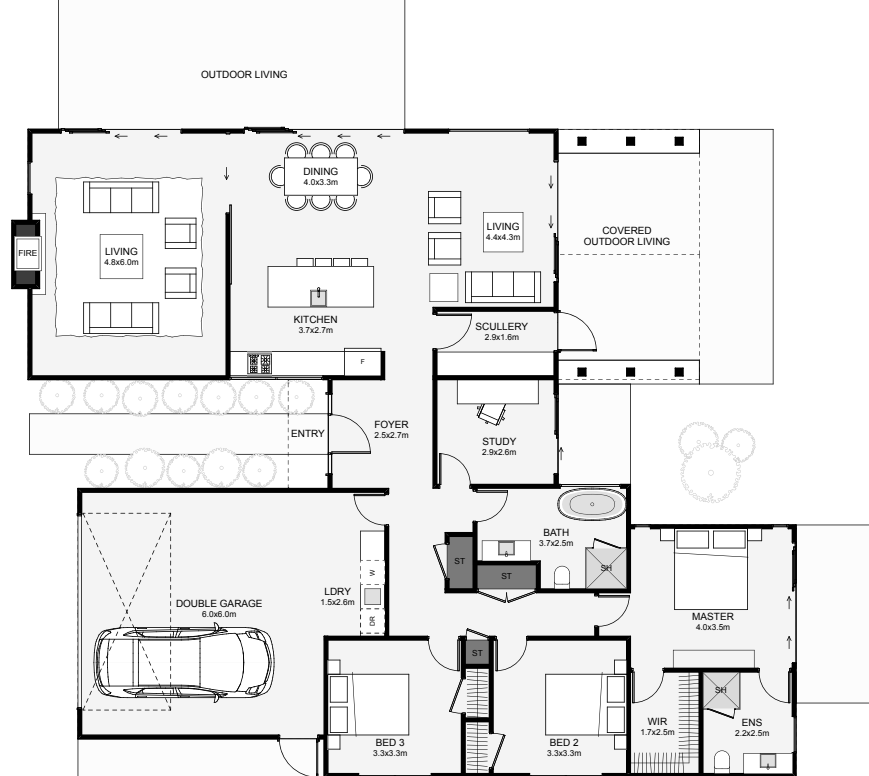 OUTDOOR LIVING
DINING
4.0x3.3m
LIVING
4.4x4.3m
COVERED
OUTDOOR LIVING
FIRE
LIVING
4.8x6.0m
KITCHEN
3.7x2.7m
SCULLERY
2.9x1.6m
F
ENTRY
FOYER
2.5x2.7m
STUDY
2.9x2.6m
BATH
3.7x2.5m
ST
ST
SH
W
LDRY
1.5x2.6m
DR
DOUBLE GARAGE
6.0x6.0m
MASTER
4.0x3.5m
ST
SH
WIR
1.7x2.5m
ENS
2.2x2.5m
BED 3
3.3x3.3m
BED 2
3.3x3.3m